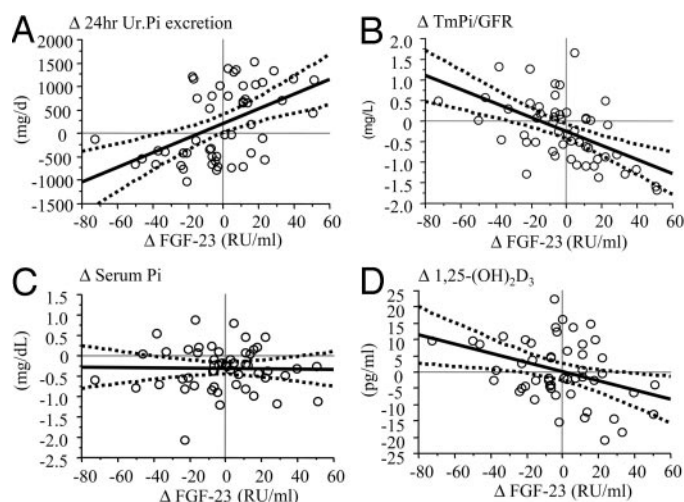 A
Δ 24hr Ur.Pi excretion
2000
1500
1000
500
0
500
1000
1500
(mg/d)
-80 -60 -40 -20 0 20 40 60
Δ FGF-23 (RU/ml)
B
Δ TmPi/GFR
2.0
1.5
1.0
0.5
0
-0.5
-1.0
-1.5
2.0
(mg/L)
-80 -60 -40 -20 0 20 40 60
Δ FGF-23 (RU/ml)
C
Δ Serum Pi
1.5
1.0
0.5
0
-0.5
-1.0
-1.5
-2.0
-2.5
(mg/dL)
-80 -60 -40 -20 0 20 40 60
Δ FGF-23 (RU/ml)
D
Δ 1,25-(OH)₂D₃
25
20
15
10
5
0
-5
-10
-15
-20
25
(pg/ml)
-80 -60 -40 -20 0 20 40 60
Δ FGF-23 (RU/ml)